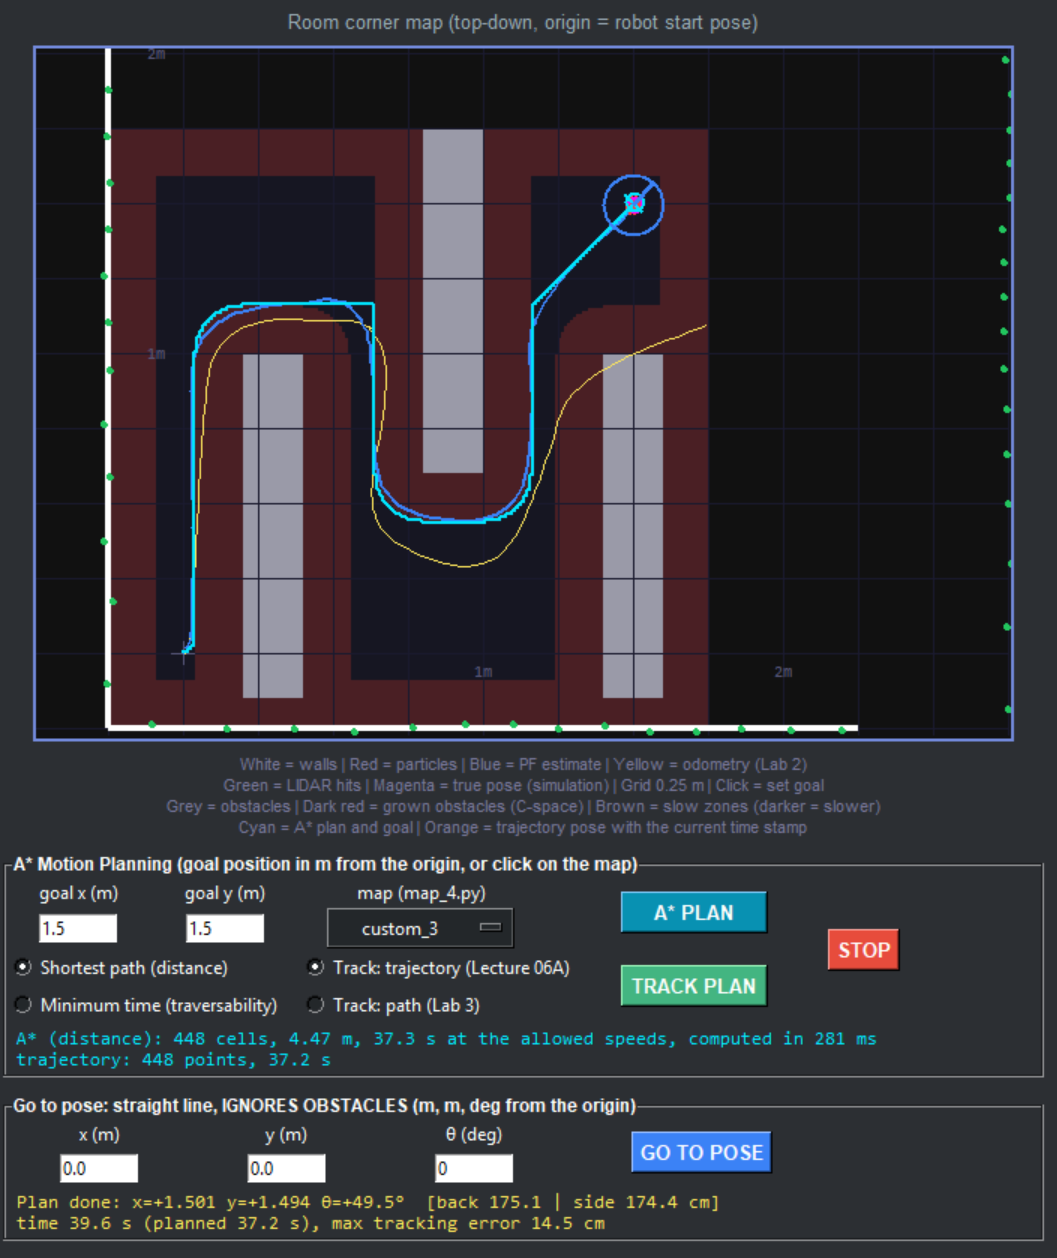 Room corner map (top-down, origin = robot start pose)
2m
1m
1m
2m
White = walls | Red = particles | Blue = PF estimate | Yellow = odometry (Lab 2)
Green = LIDAR hits | Magenta = true pose (simulation) | Grid 0.25 m | Click = set goal
Grey = obstacles | Dark red = grown obstacles (C-space) | Brown = slow zones (darker = slower)
Cyan = A* plan and goal | Orange = trajectory pose with the current time stamp
A* Motion Planning (goal position in m from the origin, or click on the map)
goal x (m) goal y (m) map (map_4.py)
1.5 1.5 custom_3 A* PLAN
STOP
Shortest path (distance) Track: trajectory (Lecture 06A)
TRACK PLAN
Minimum time (traversability) Track: path (Lab 3)
A* (distance): 448 cells, 4.47 m, 37.3 s at the allowed speeds, computed in 281 ms
trajectory: 448 points, 37.2 s
Go to pose: straight line, IGNORES OBSTACLES (m, m, deg from the origin)
x (m) y (m) θ (deg)
0.0 0.0 0 GO TO POSE
Plan done: x=+1.501 y=+1.494 θ=+49.5° [back 175.1 | side 174.4 cm]
time 39.6 s (planned 37.2 s), max tracking error 14.5 cm